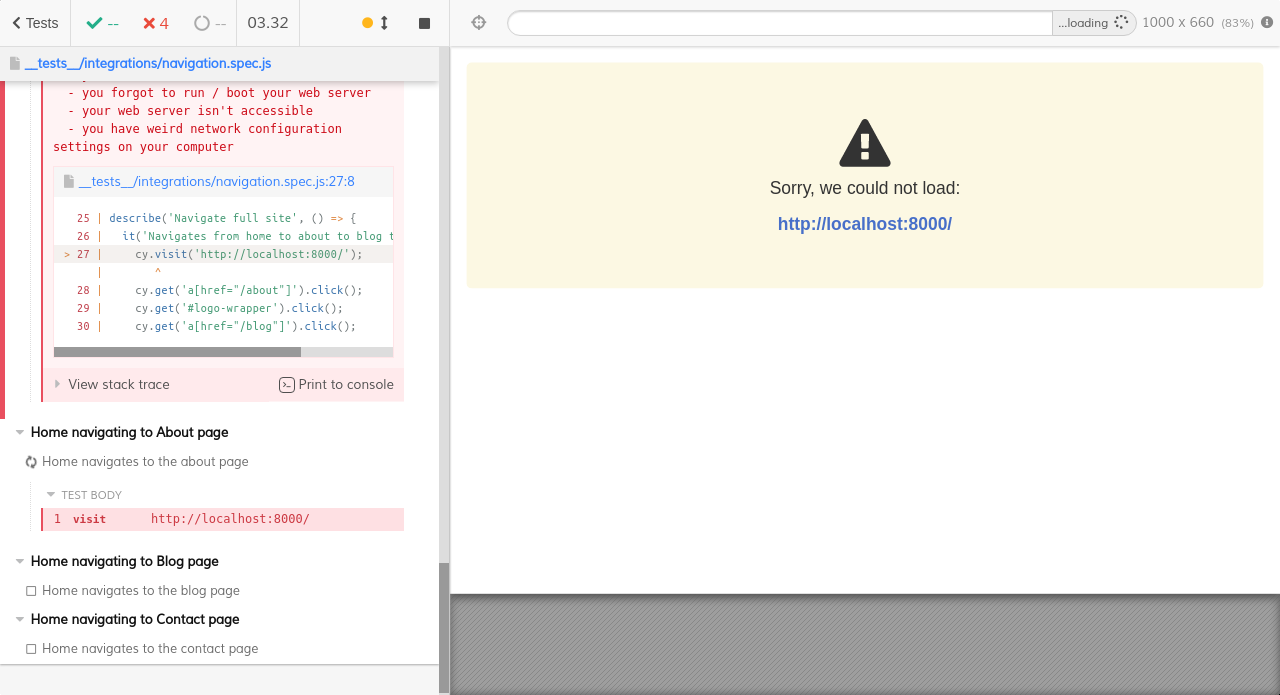 Tests
--
4
--
03.32
...loading
1000 x 660 (83%)
__tests__/integrations/navigation.spec.js
- you forgot to run / boot your web server
- your web server isn't accessible
- you have weird network configuration
settings on your computer
__tests__/integrations/navigation.spec.js:27:8
25 | describe('Navigate full site', () => {
26 |   it('Navigates from home to about to blog t
> 27 |     cy.visit('http://localhost:8000/');
|        ^
28 |     cy.get('a[href="/about"]').click();
29 |     cy.get('#logo-wrapper').click();
30 |     cy.get('a[href="/blog"]').click();
View stack trace
Print to console
Home navigating to About page
Home navigates to the about page
TEST BODY
1 visit http://localhost:8000/
Home navigating to Blog page
Home navigates to the blog page
Home navigating to Contact page
Home navigates to the contact page
Sorry, we could not load:
http://localhost:8000/